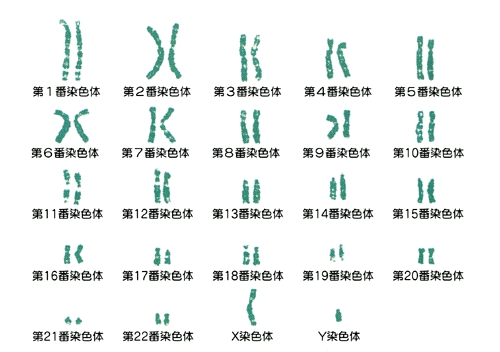 第１番染色体 第２番染色体 第３番染色体 第４番染色体 第５番染色体
第６番染色体 第７番染色体 第８番染色体 第９番染色体 第10番染色体
第11番染色体 第12番染色体 第13番染色体 第14番染色体 第15番染色体
第16番染色体 第17番染色体 第18番染色体 第19番染色体 第20番染色体
第21番染色体 第22番染色体 X染色体 Y染色体